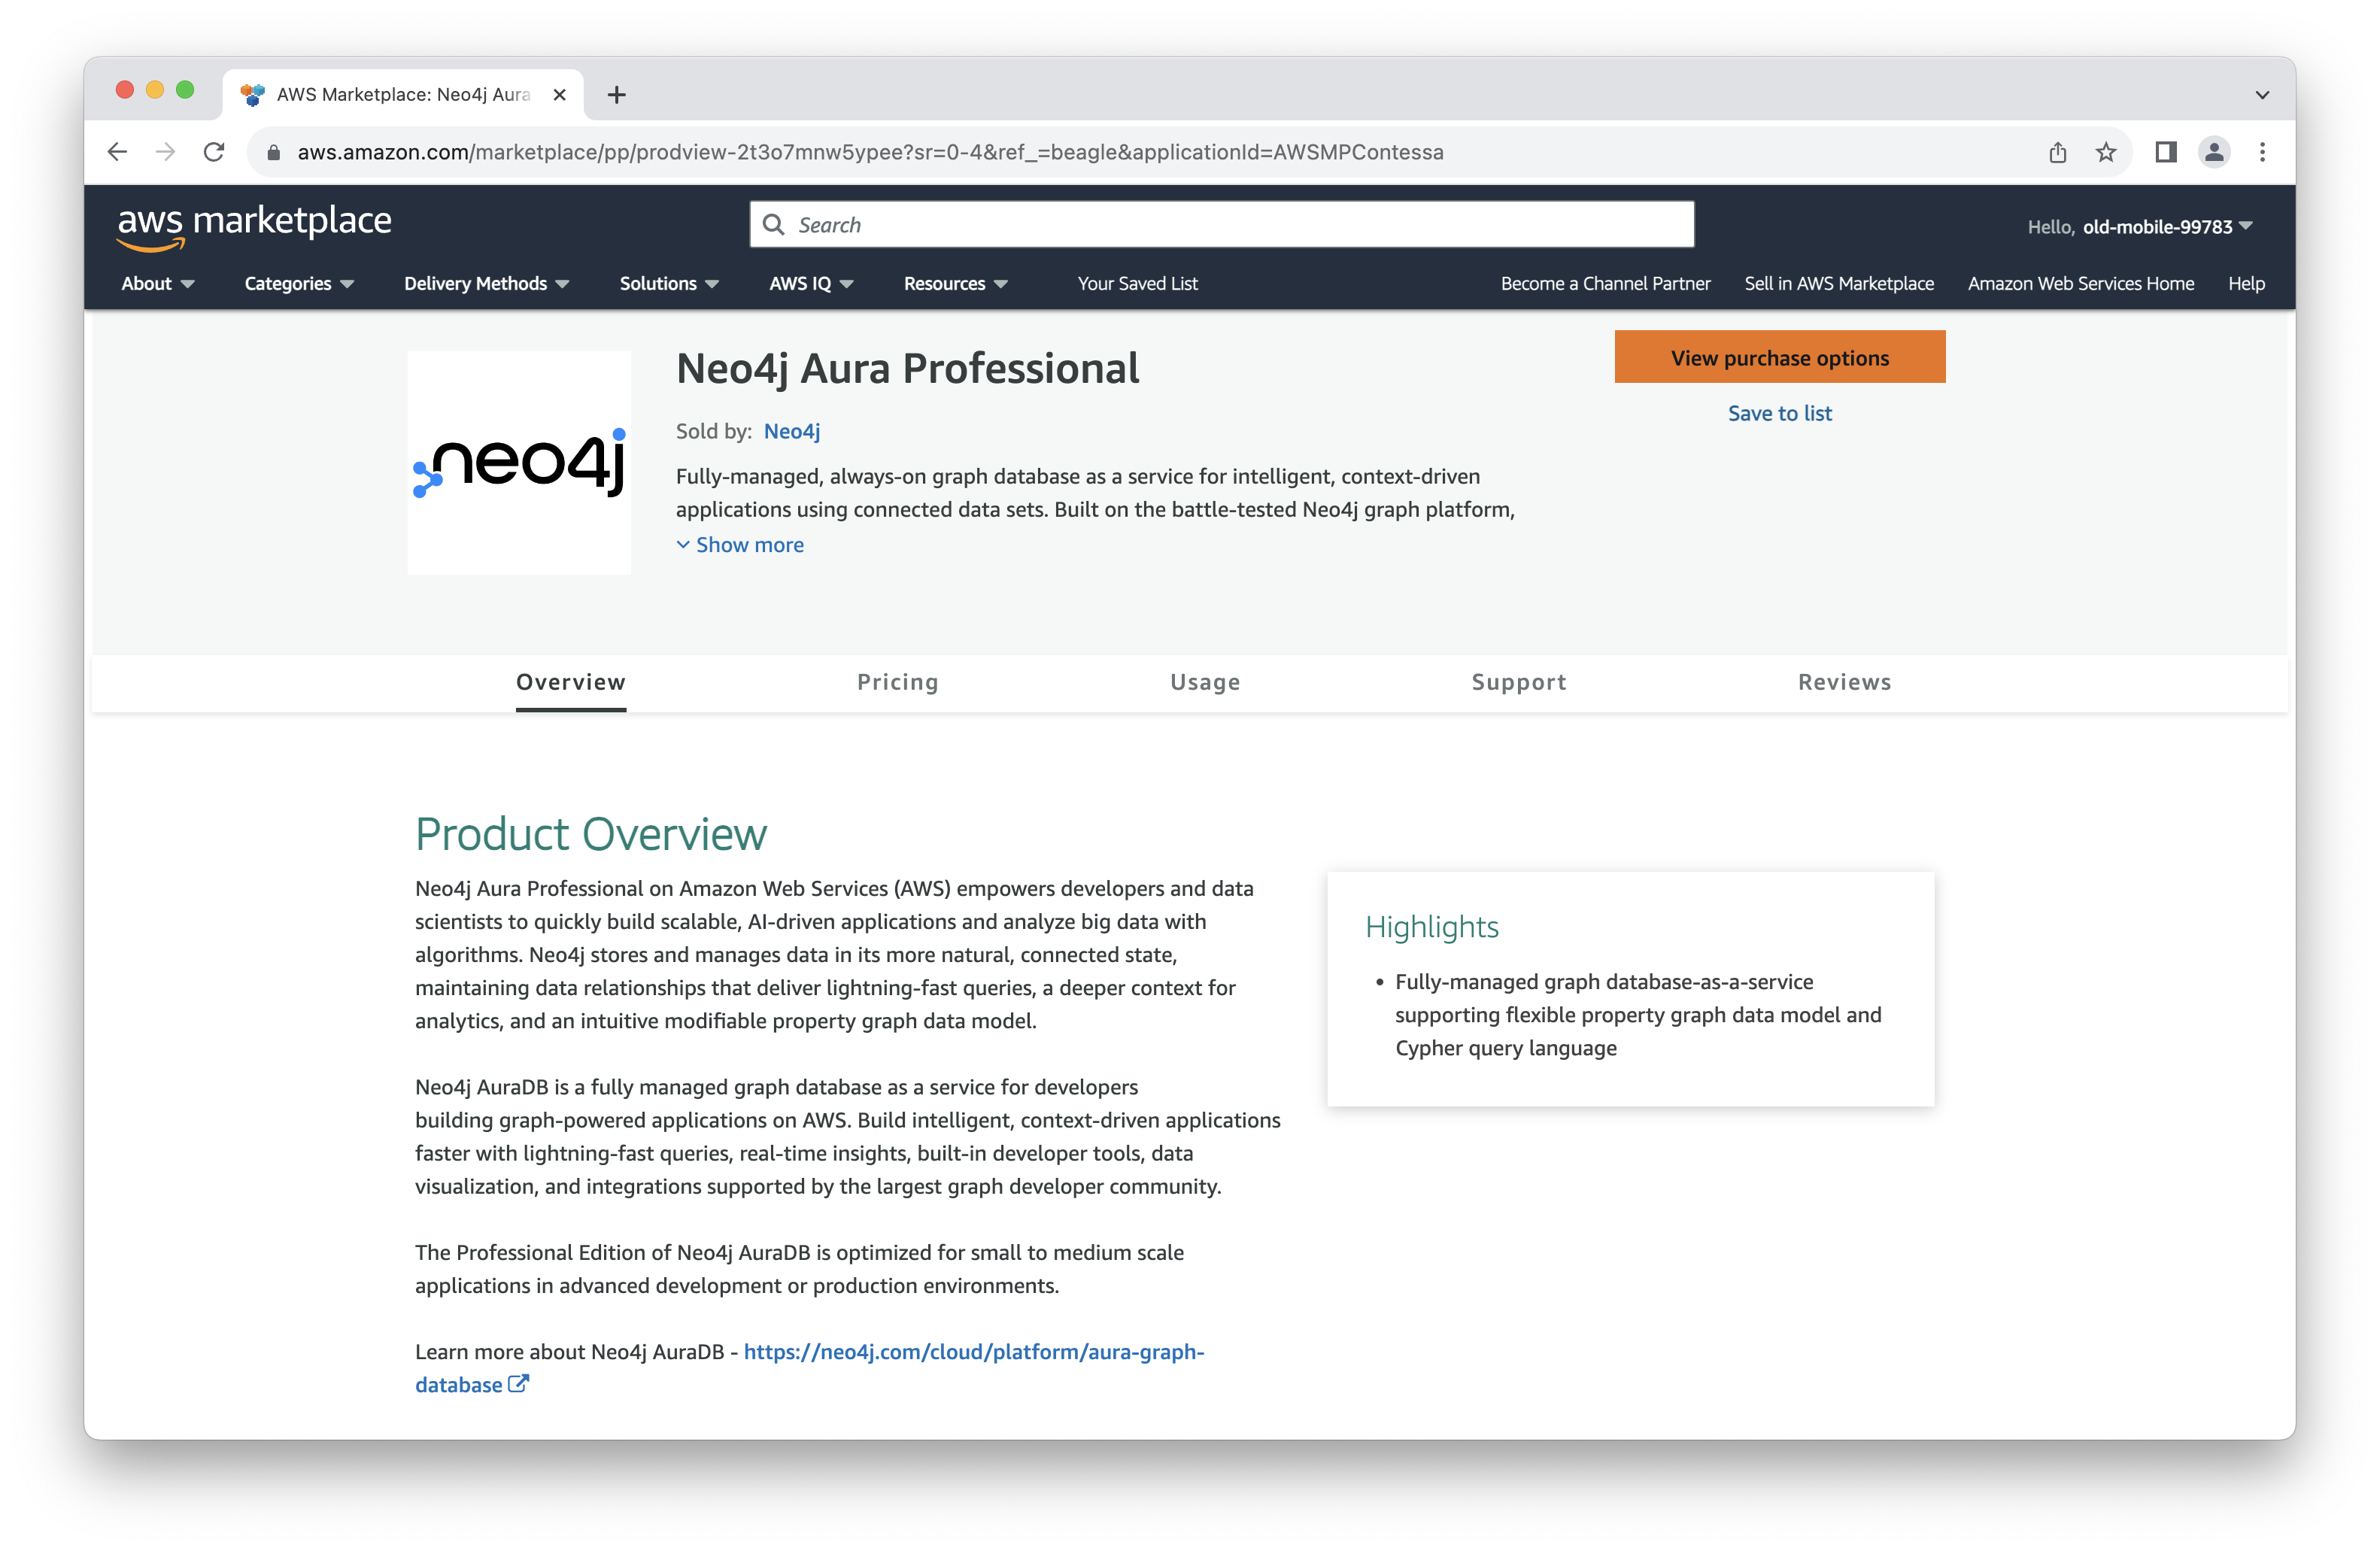 AWS Marketplace: Neo4j Aura
aws.amazon.com/marketplace/pp/prodview-2t3o7mnw5ypee?sr=0-4&ref_=beagle&applicationId=AWSMPContessa
aws marketplace
Search
Hello, old-mobile-99783
About
Categories
Delivery Methods
Solutions
AWS IQ
Resources
Your Saved List
Become a Channel Partner
Sell in AWS Marketplace
Amazon Web Services Home
Help
neo4j
Neo4j Aura Professional
Sold by: Neo4j
Fully-managed, always-on graph database as a service for intelligent, context-driven
applications using connected data sets. Built on the battle-tested Neo4j graph platform,
Show more
View purchase options
Save to list
Overview
Pricing
Usage
Support
Reviews
Product Overview
Neo4j Aura Professional on Amazon Web Services (AWS) empowers developers and data
scientists to quickly build scalable, AI-driven applications and analyze big data with
algorithms. Neo4j stores and manages data in its more natural, connected state,
maintaining data relationships that deliver lightning-fast queries, a deeper context for
analytics, and an intuitive modifiable property graph data model.
Neo4j AuraDB is a fully managed graph database as a service for developers
building graph-powered applications on AWS. Build intelligent, context-driven applications
faster with lightning-fast queries, real-time insights, built-in developer tools, data
visualization, and integrations supported by the largest graph developer community.
The Professional Edition of Neo4j AuraDB is optimized for small to medium scale
applications in advanced development or production environments.
Learn more about Neo4j AuraDB - https://neo4j.com/cloud/platform/aura-graph-
database
Highlights
• Fully-managed graph database-as-a-service
supporting flexible property graph data model and
Cypher query language